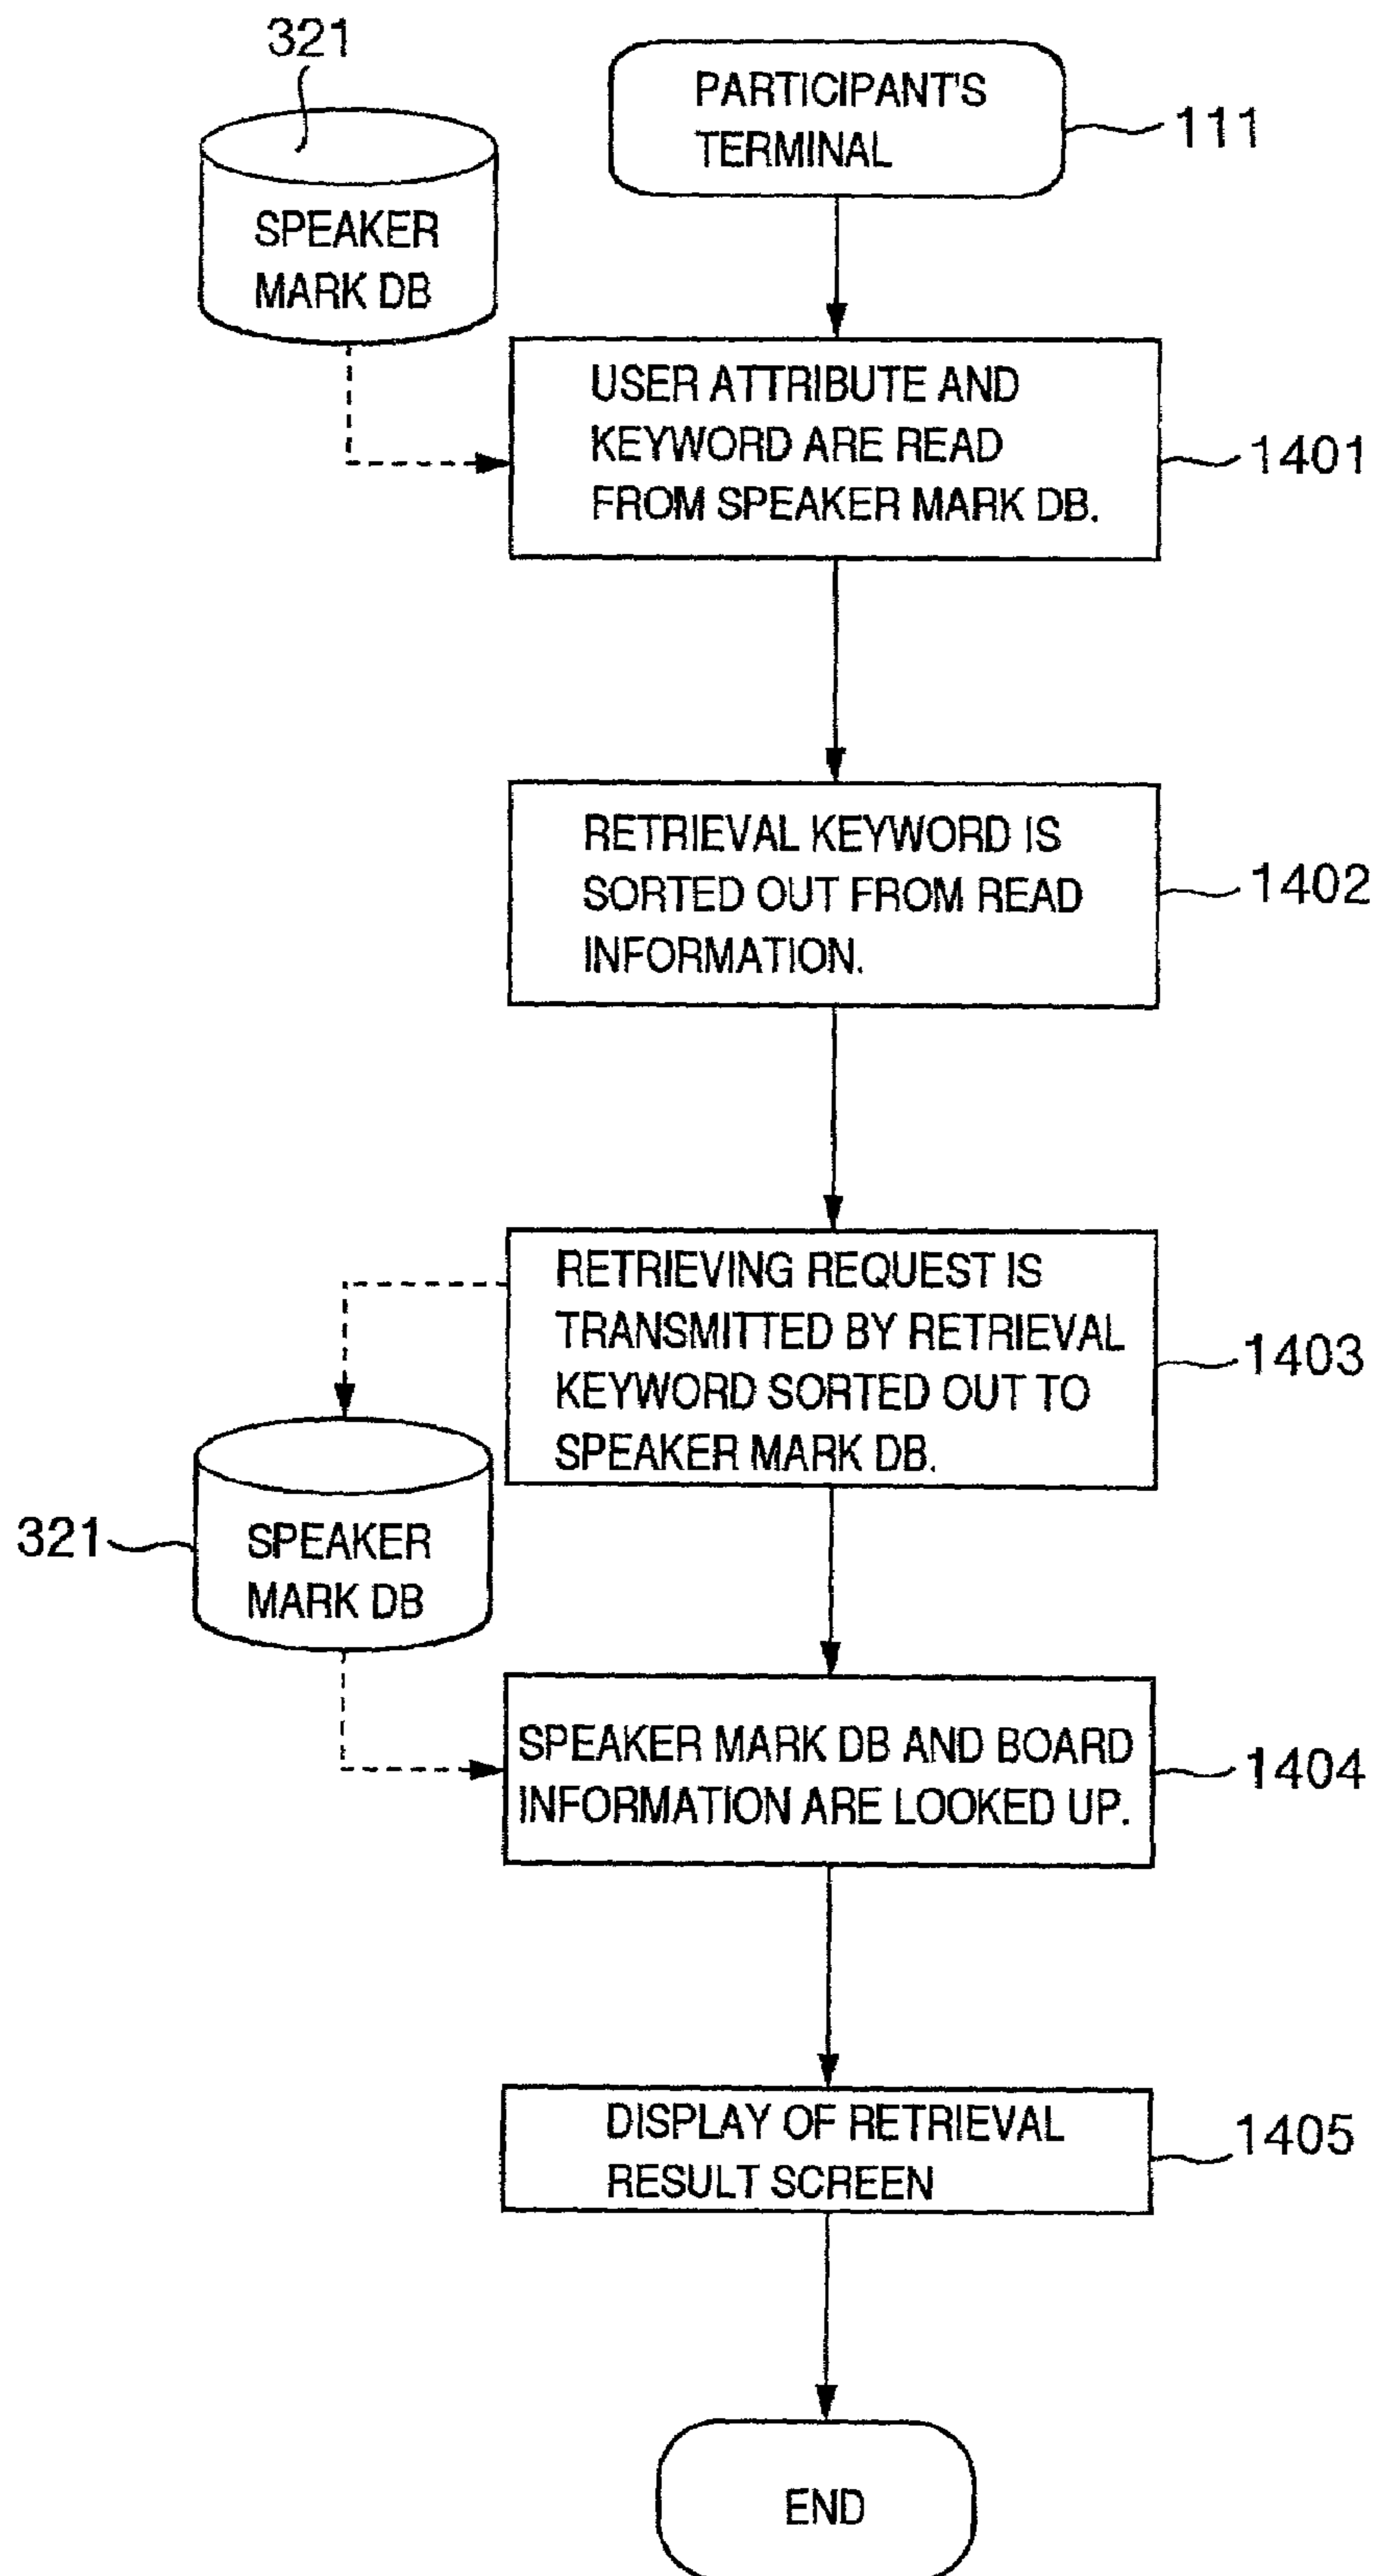 321
PARTICIPANT'S
TERMINAL
111
SPEAKER
MARK DB
USER ATTRIBUTE AND
KEYWORD ARE READ
FROM SPEAKER MARK DB.
1401
RETRIEVAL KEYWORD IS
SORTED OUT FROM READ
INFORMATION.
1402
RETRIEVING REQUEST IS
TRANSMITTED BY RETRIEVAL
KEYWORD SORTED OUT TO
SPEAKER MARK DB.
1403
321
SPEAKER
MARK DB
SPEAKER MARK DB AND BOARD
INFORMATION ARE LOOKED UP.
1404
DISPLAY OF RETRIEVAL
RESULT SCREEN
1405
END